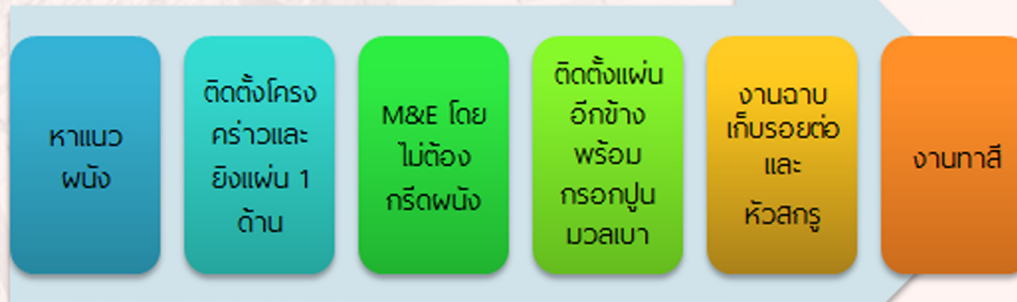 หาแนว
ผนัง
ติดตั้งโครง
คร่าวและ
ยิงแผ่น 1
ด้าน
M&E โดย
ไม่ต้อง
กรีดผนัง
ติดตั้งแผ่น
อีกข้าง
พร้อม
กรอกปูน
มวลเบา
งานฉาบ
เก็บรอยต่อ
และ
หัวสกรู
งานทาสี